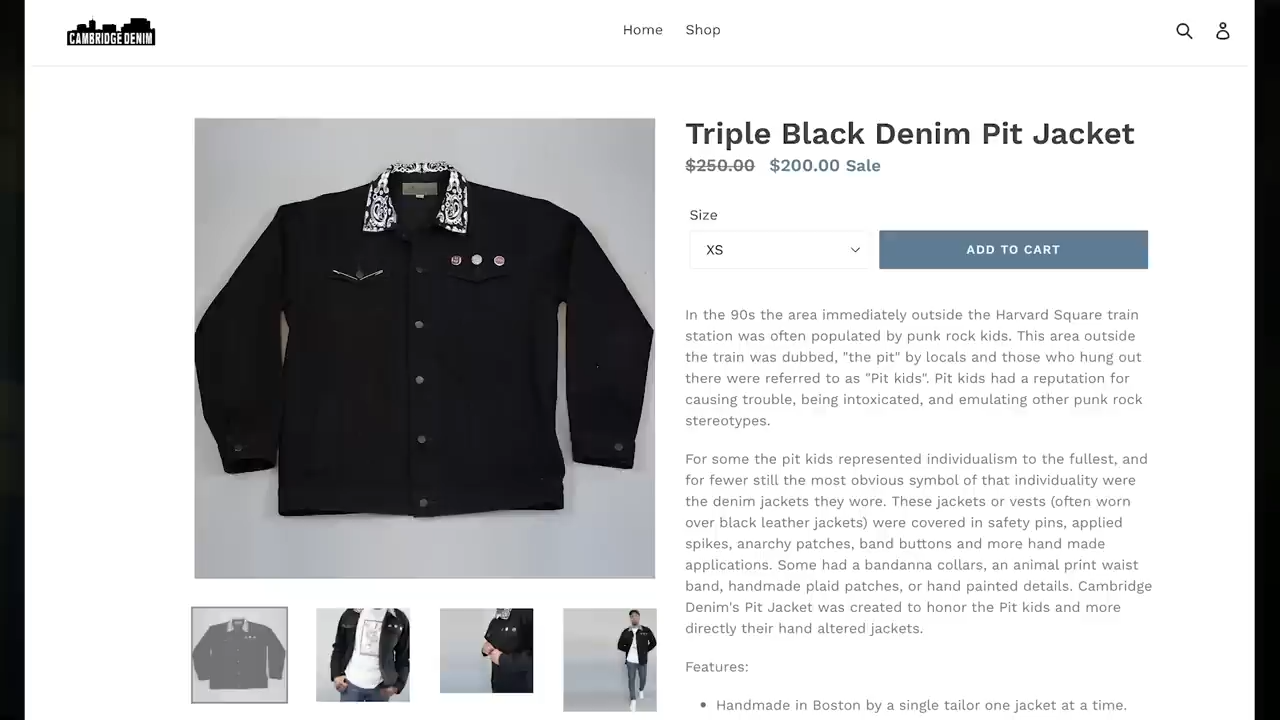 CAMBRIDGE DENIM
Home Shop
Triple Black Denim Pit Jacket
$250.00 $200.00 Sale
Size
XS
ADD TO CART
In the 90s the area immediately outside the Harvard Square train
station was often populated by punk rock kids. This area outside
the train was dubbed, "the pit" by locals and those who hung out
there were referred to as "Pit kids". Pit kids had a reputation for
causing trouble, being intoxicated, and emulating other punk rock
stereotypes.
For some the pit kids represented individualism to the fullest, and
for fewer still the most obvious symbol of that individuality were
the denim jackets they wore. These jackets or vests (often worn
over black leather jackets) were covered in safety pins, applied
spikes, anarchy patches, band buttons and more hand made
applications. Some had a bandanna collars, an animal print waist
band, handmade plaid patches, or hand painted details. Cambridge
Denim's Pit Jacket was created to honor the Pit kids and more
directly their hand altered jackets.
Features:
• Handmade in Boston by a single tailor one jacket at a time.